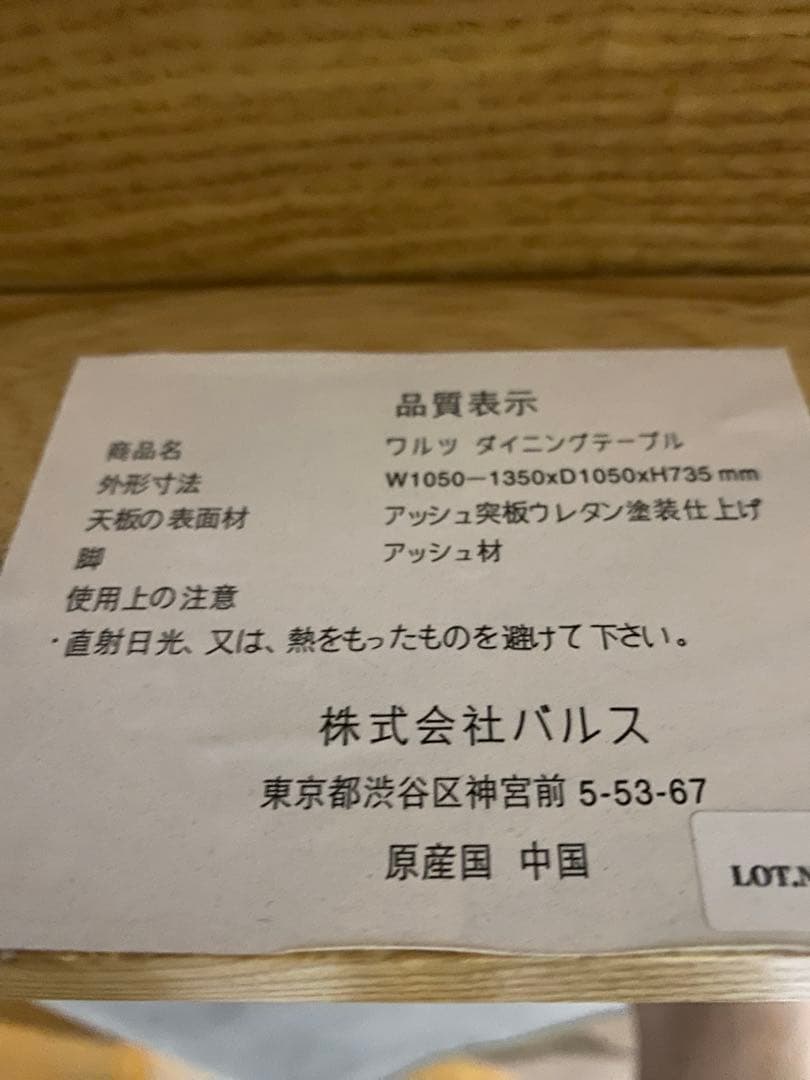 品質表示
商品名 ワルツ ダイニングテーブル
外形寸法 W1050－1350xD1050xH735 mm
天板の表面材 アッシュ突板ウレタン塗装仕上げ
脚 アッシュ材
使用上の注意
・直射日光、又は、熱をもったものを避けて下さい。
株式会社バルス
東京都渋谷区神宮前 5-53-67
原産国 中国
LOT.N